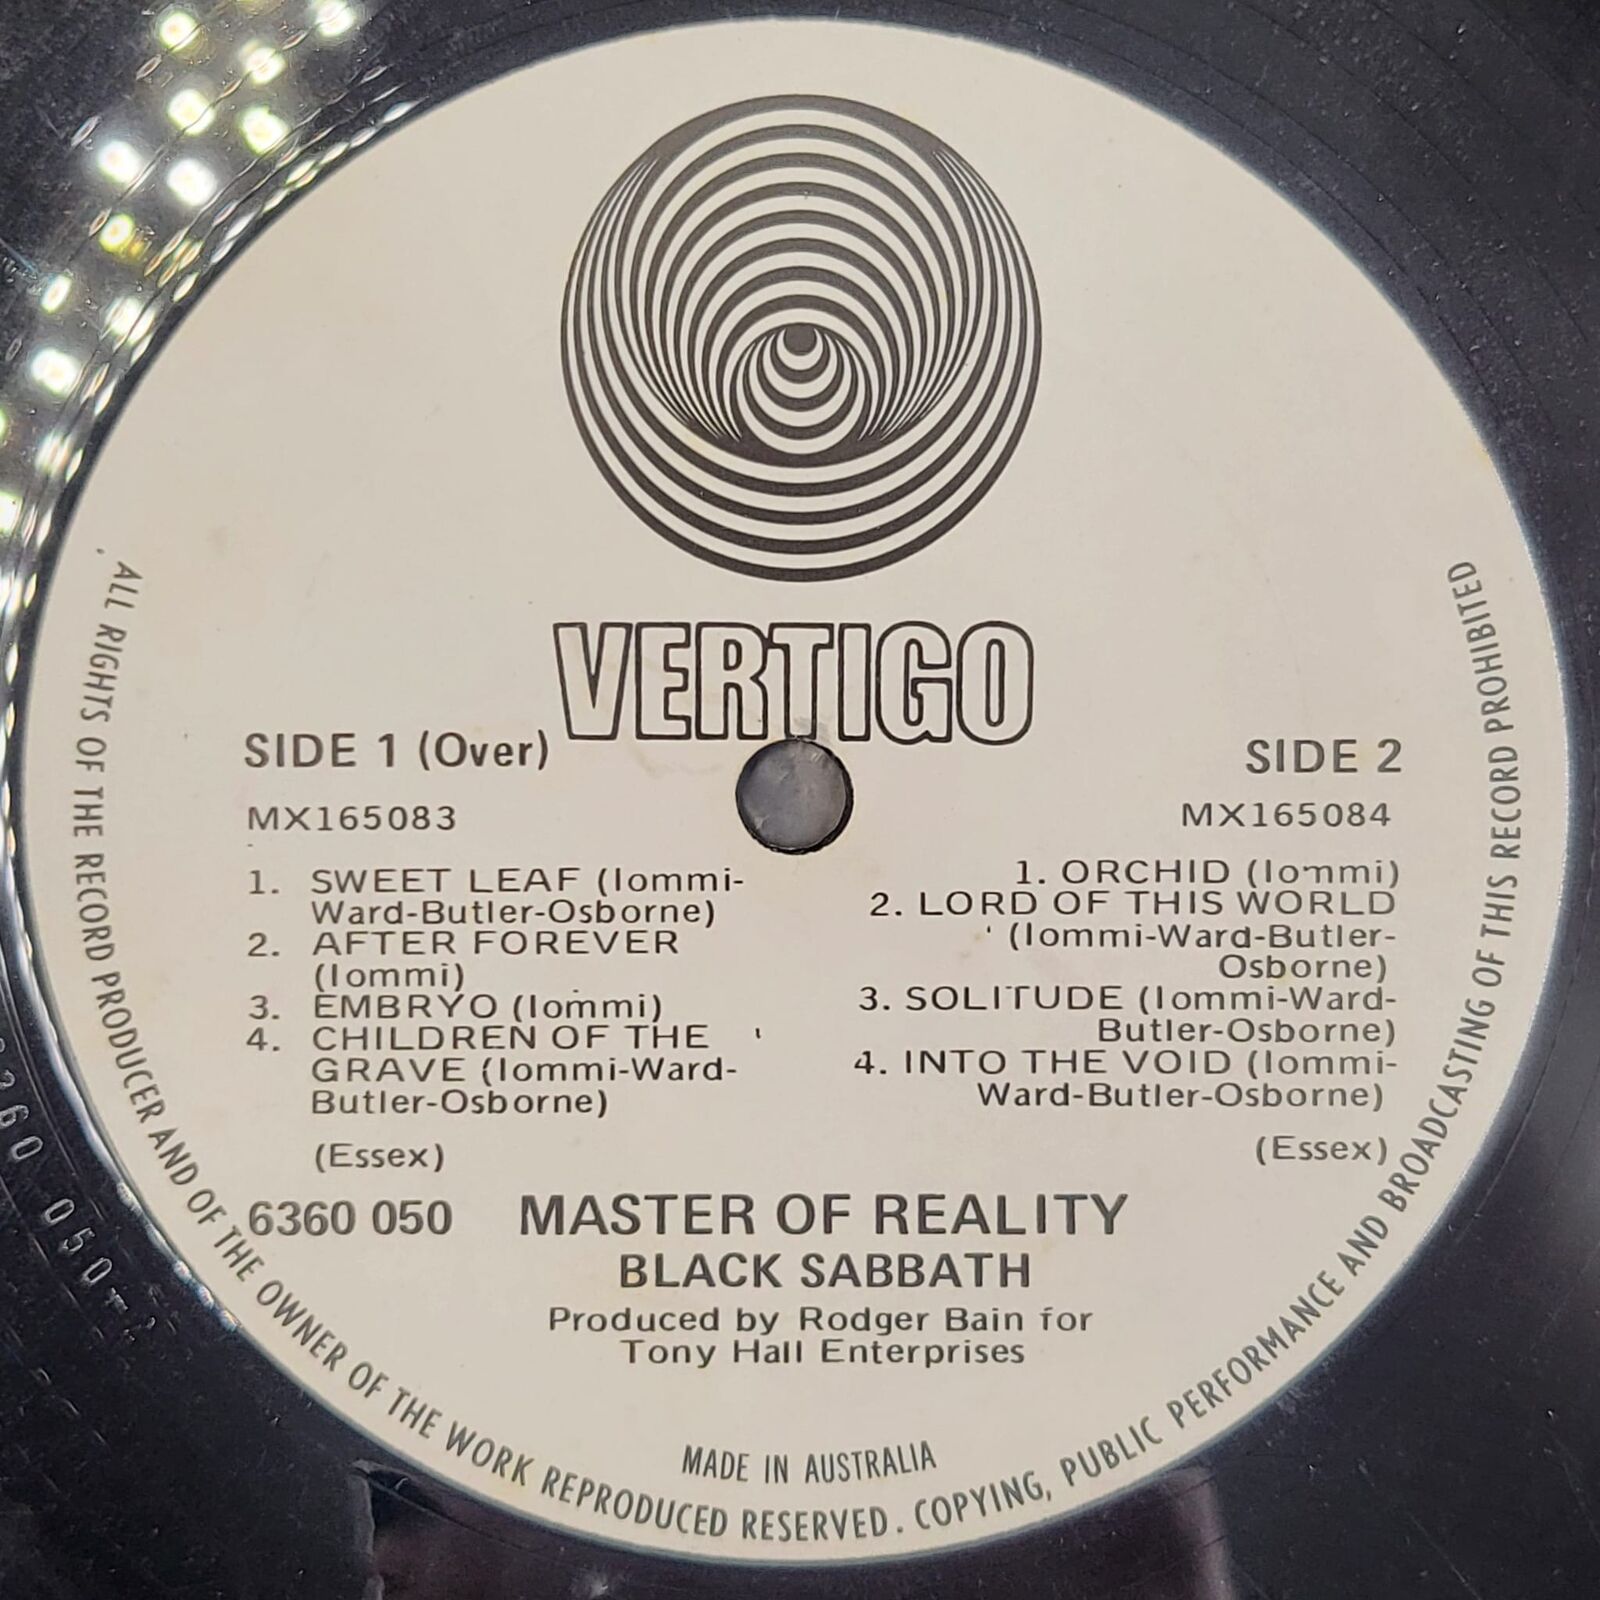 VERTIGO
SIDE 1 (Over)
MX165083
1. SWEET LEAF (Iommi-
Ward-Butler-Osborne)
2. AFTER FOREVER
(Iommi)
3. EMBRYO (Iommi)
4. CHILDREN OF THE
GRAVE (Iommi-Ward-
Butler-Osborne)
(Essex)
SIDE 2
MX165084
1. ORCHID (Iommi)
2. LORD OF THIS WORLD
(Iommi-Ward-Butler-
Osborne)
3. SOLITUDE (Iommi-Ward-
Butler-Osborne)
4. INTO THE VOID (Iommi-
Ward-Butler-Osborne)
(Essex)
6360 050
MASTER OF REALITY
BLACK SABBATH
Produced by Rodger Bain for
Tony Hall Enterprises
MADE IN AUSTRALIA
. ALL RIGHTS OF THE RECORD PRODUCER AND OF THE OWNER OF THE WORK REPRODUCED RESERVED . COPYING, PUBLIC PERFORMANCE AND BROADCASTING OF THIS RECORD PROHIBITED
050